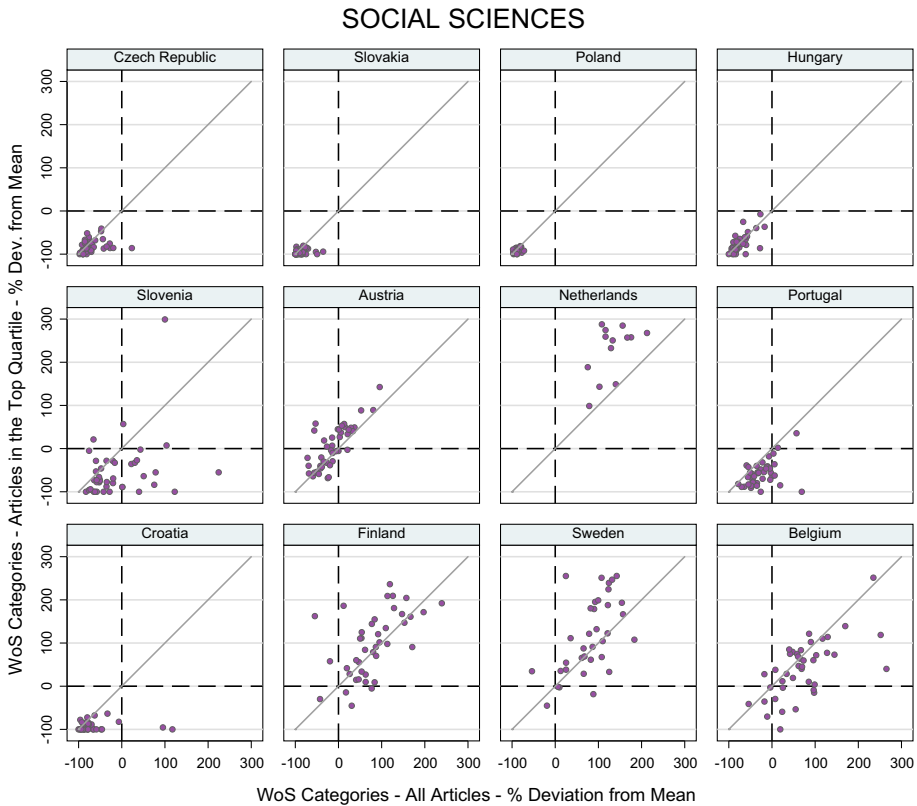 SOCIAL SCIENCES
Czech Republic
Slovakia
Poland
Hungary
-100 0 100 200 300
Slovenia
Austria
Netherlands
Portugal
-100 0 100 200 300
Croatia
Finland
Sweden
Belgium
-100 0 100 200 300
-100 0 100 200 300
-100 0 100 200 300
-100 0 100 200 300
-100 0 100 200 300
WoS Categories - Articles in the Top Quartile - % Dev. from Mean
WoS Categories - All Articles - % Deviation from Mean